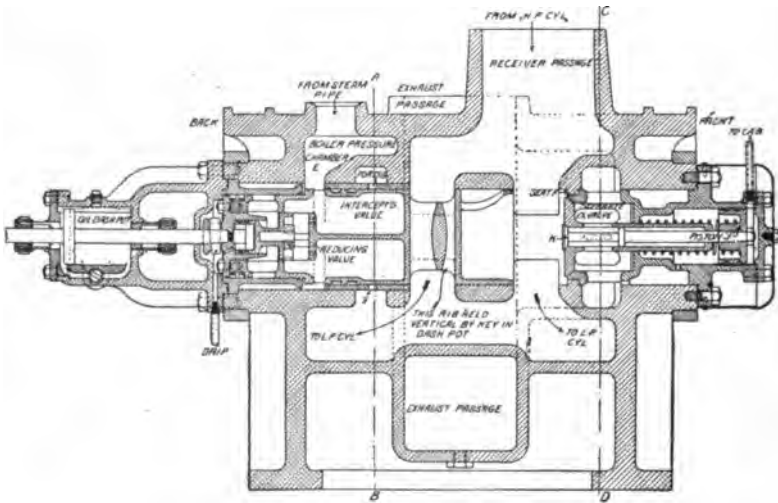 FROM H.P. CYL.
C
RECEIVER PASSAGE
A
EXHAUST
PASSAGE
FROM STEAM
PIPE
BACK
FRONT
TO CAB
BOILER PRESSURE
CHAMBER
E
SEAT
INTERCEPTG
VALVE
OIL DASH POT
REDUCING
VALVE
PISTON J
THIS RIB HELD
VERTICAL BY KEY IN
DASH POT
TO L.P. CYL
TO L.P.
CYL
DRIP
EXHAUST PASSAGE
B
D